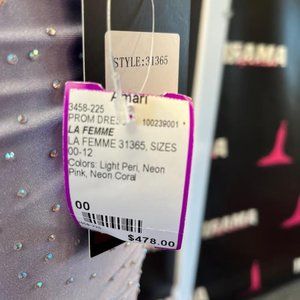 STYLE:31365
Amarl
3458-225
PROM DRES
100239001
LA FEMME
LA FEMME 31365, SIZES
00-12
Colors: Light Peri, Neon
Pink, Neon Coral
00
$478.00